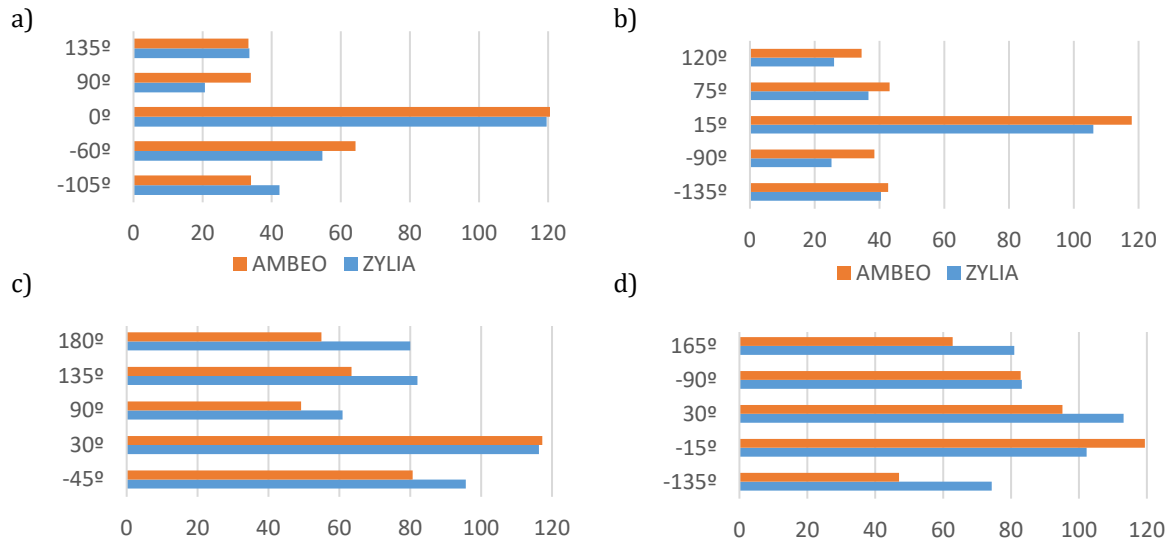 a)
135º
90º
0º
-60º
-105º
0 20 40 60 80 100 120
AMBEO ZYLIA
b)
120º
75º
15º
-90º
-135º
0 20 40 60 80 100 120
AMBEO ZYLIA
c)
180º
135º
90º
30º
-45º
0 20 40 60 80 100 120
d)
165º
-90º
30º
-15º
-135º
0 20 40 60 80 100 120